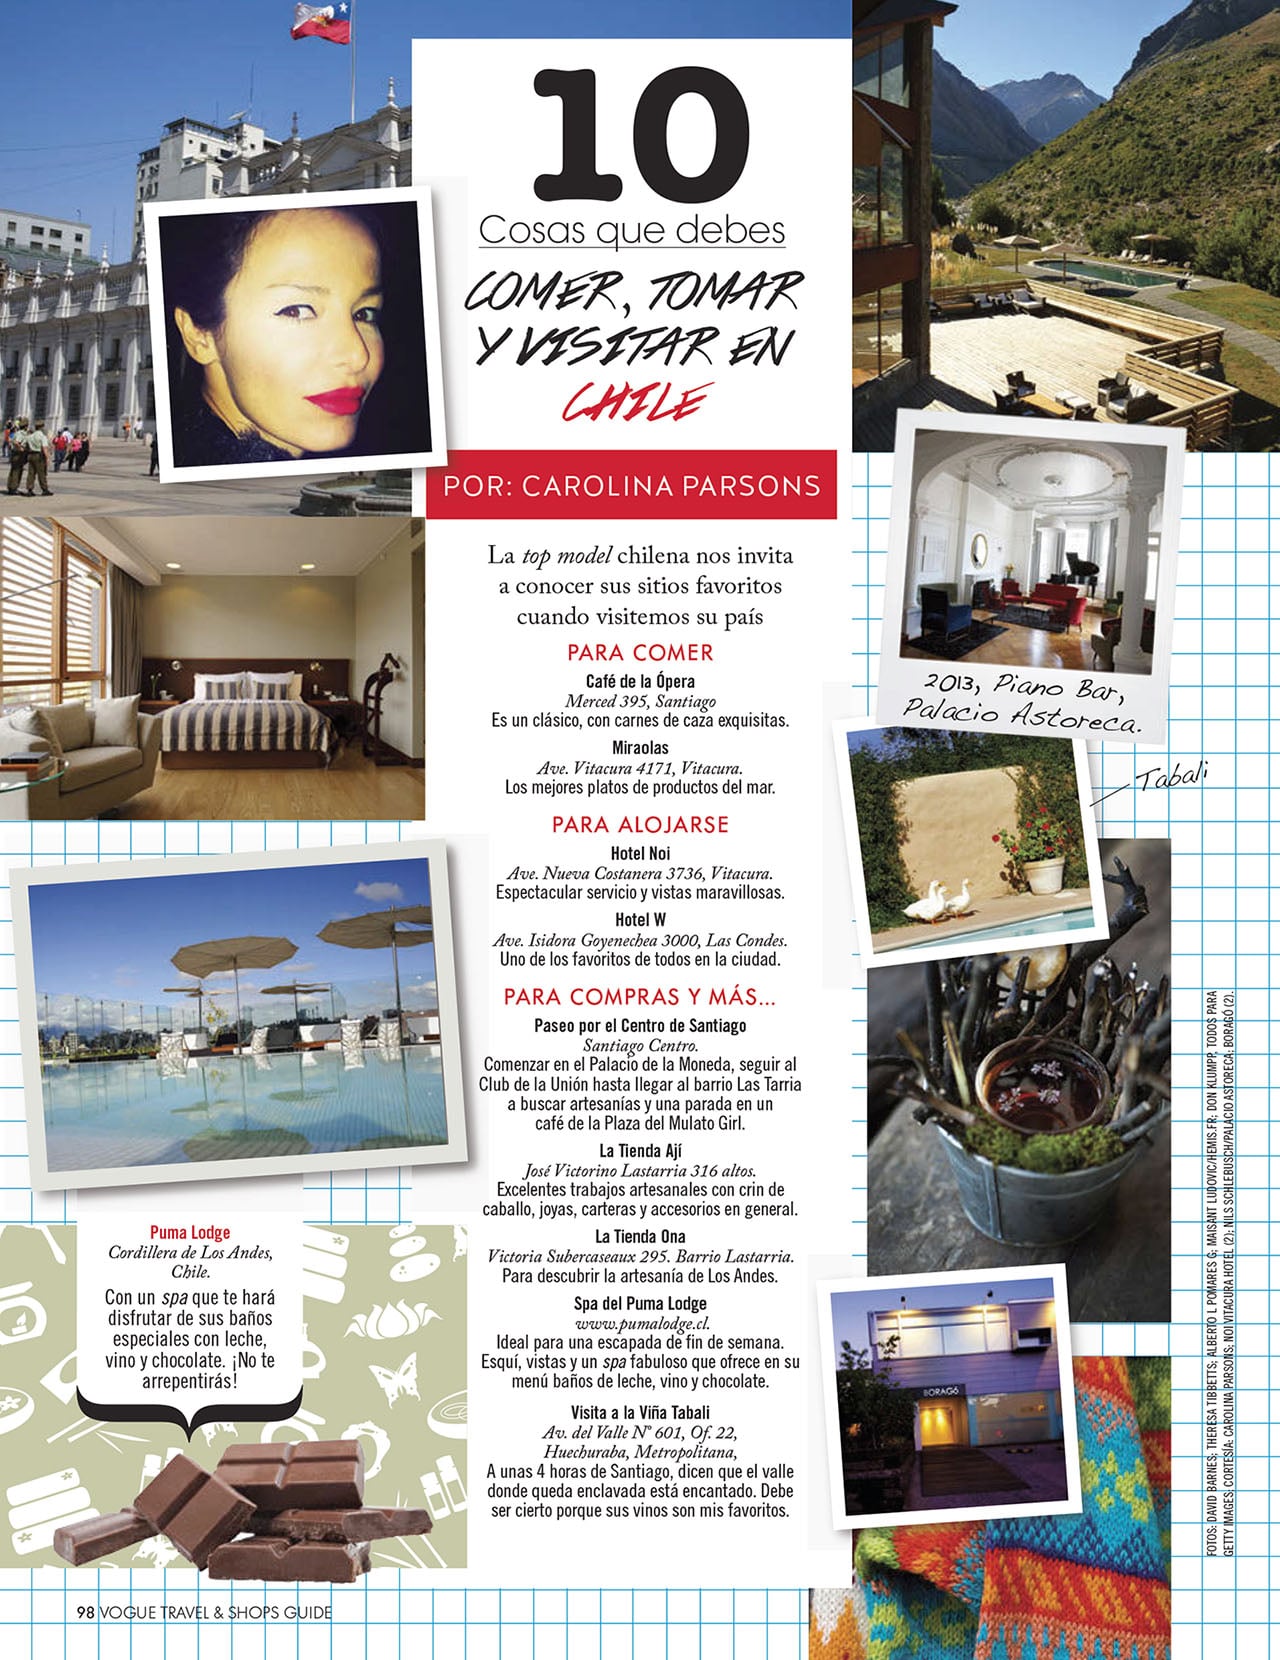 10
Cosas que debes
COMER, TOMAR
Y VISITAR EN
CHILE
POR: CAROLINA PARSONS
La top model chilena nos invita
a conocer sus sitios favoritos
cuando visitemos su país
PARA COMER
Café de la Ópera
Merced 395, Santiago
Es un clásico, con carnes de caza exquisitas.
Miraolas
Ave. Vitacura 4171, Vitacura.
Los mejores platos de productos del mar.
PARA ALOJARSE
Hotel Noi
Ave. Nueva Costanera 3736, Vitacura.
Espectacular servicio y vistas maravillosas.
Hotel W
Ave. Isidora Goyenechea 3000, Las Condes.
Uno de los favoritos de todos en la ciudad.
PARA COMPRAS Y MÁS...
Paseo por el Centro de Santiago
Santiago Centro.
Comenzar en el Palacio de la Moneda, seguir al
Club de la Unión hasta llegar al barrio Las Tarria
a buscar artesanías y una parada en un
café de la Plaza del Mulato Girl.
La Tienda Ají
José Victorino Lastarria 316 altos.
Excelentes trabajos artesanales con crin de
caballo, joyas, carteras y accesorios en general.
La Tienda Ona
Victoria Subercaseaux 295. Barrio Lastarria.
Para descubrir la artesanía de Los Andes.
Spa del Puma Lodge
www.pumalodge.cl.
Ideal para una escapada de fin de semana.
Esquí, vistas y un spa fabuloso que ofrece en su
menú baños de leche, vino y chocolate.
Visita a la Viña Tabali
Av. del Valle N° 601, Of. 22,
Huechuraba, Metropolitana,
A unas 4 horas de Santiago, dicen que el valle
donde queda enclavada está encantado. Debe
ser cierto porque sus vinos son mis favoritos.
2013, Piano Bar,
Palacio Astoreca.
Tabali
BORAGÓ
Puma Lodge
Cordillera de Los Andes,
Chile.
Con un spa que te hará
disfrutar de sus baños
especiales con leche,
vino y chocolate. ¡No te
arrepentirás!
FOTOS: DAVID BARNES; THERESA TIBBETTS; ALBERTO L POMARES G; MAISANT LUDOVIC/HEMIS.FR; DON KLUMPP, TODOS PARA
GETTY IMAGES. CORTESÍA: CAROLINA PARSONS; NOI VITACURA HOTEL (2); NILS SCHLEBUSCH/PALACIO ASTORECA; BORAGÓ (2).
98 VOGUE TRAVEL & SHOPS GUIDE